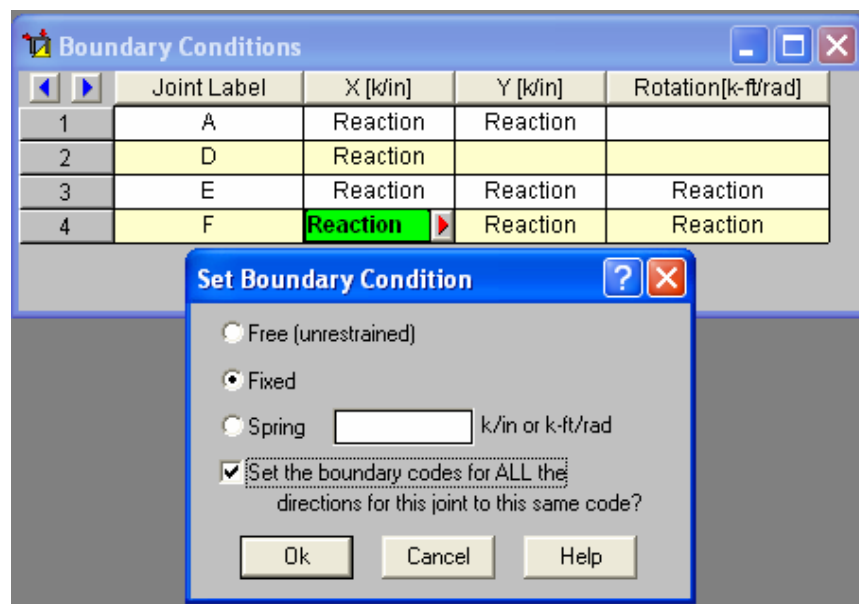 Boundary Conditions
Joint Label X [k/in] Y [k/in] Rotation[k-ft/rad]
1 A Reaction Reaction
2 D Reaction
3 E Reaction Reaction Reaction
4 F Reaction Reaction Reaction
Set Boundary Condition
Free (unrestrained)
Fixed
Spring k/in or k-ft/rad
Set the boundary codes for ALL the
directions for this joint to this same code?
Ok Cancel Help